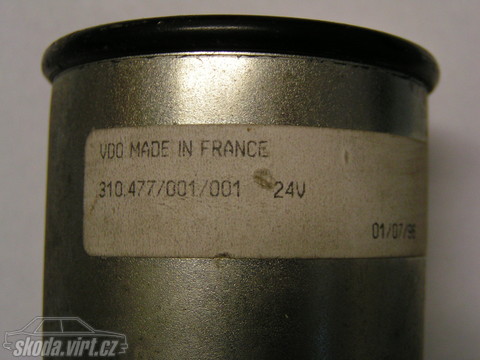 VDO MADE IN FRANCE
310.477/001/001 24V
01/07/96
skoda.virt.cz